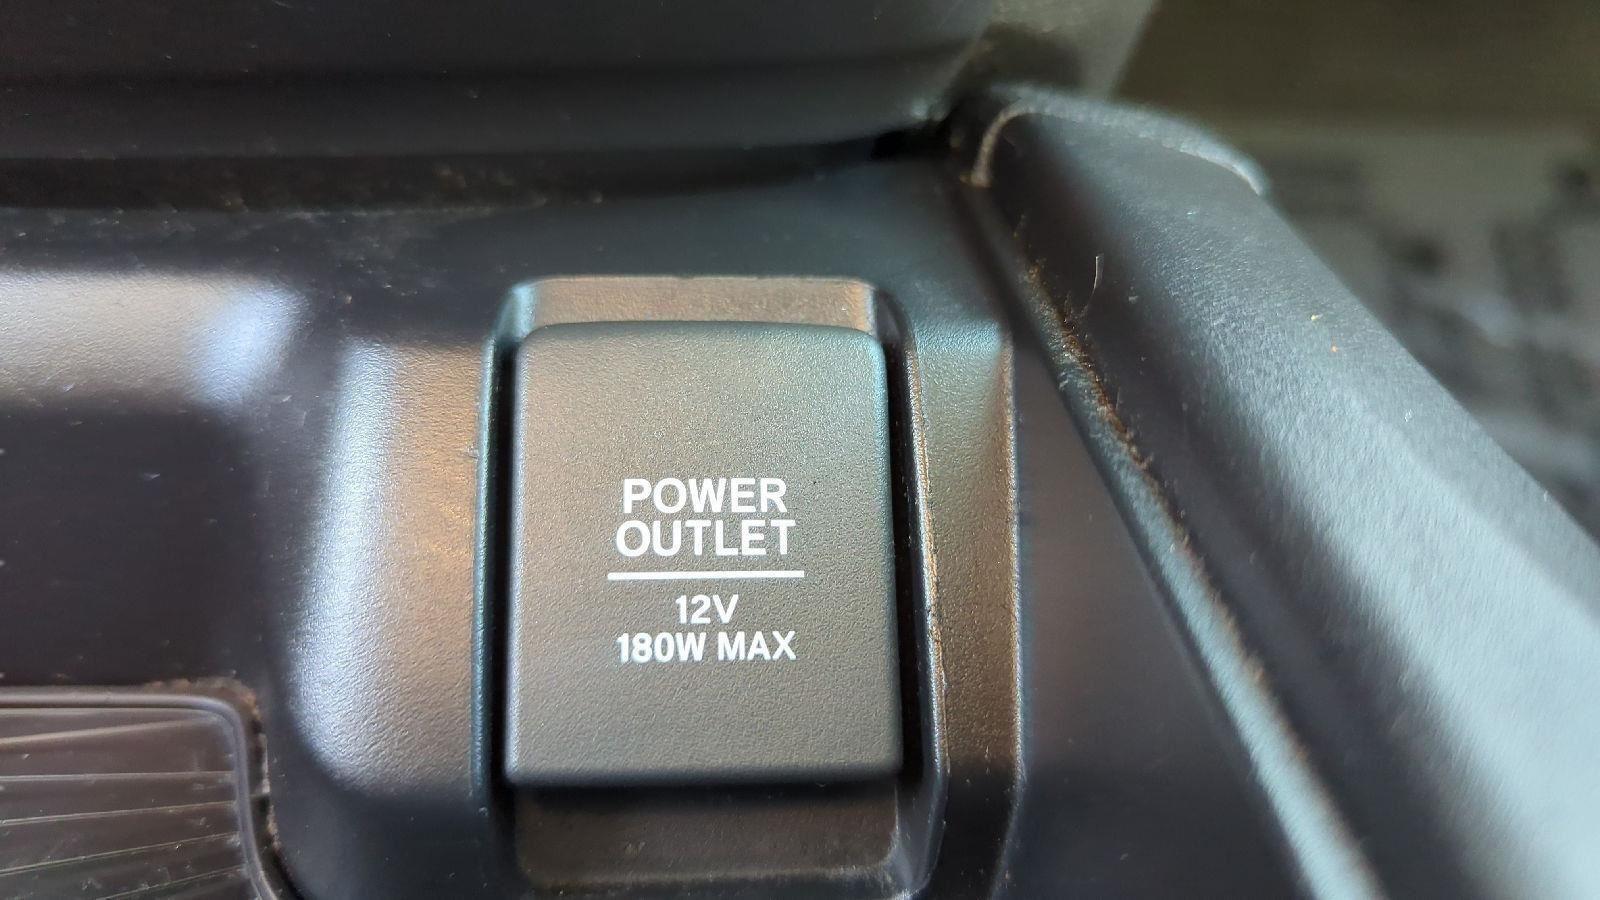 POWER
OUTLET
12V
180W MAX